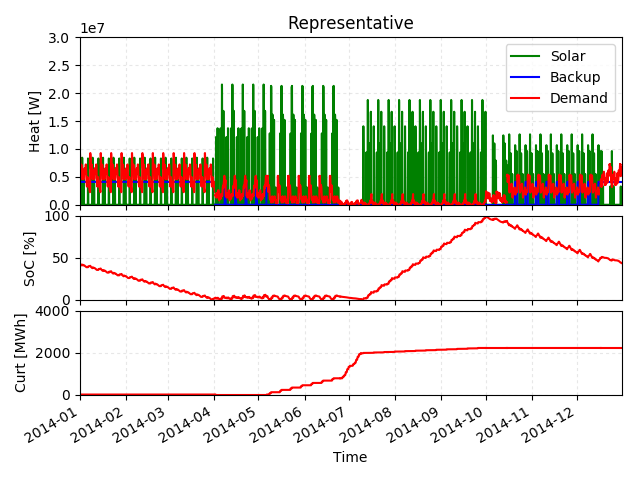 Representative
1e7
3.0
2.5
2.0
1.5
1.0
0.5
0.0
Heat [W]
Solar
Backup
Demand
100
50
0
SoC [%]
4000
2000
0
Curt [MWh]
2014-01
2014-02
2014-03
2014-04
2014-05
2014-06
2014-07
2014-08
2014-09
2014-10
2014-11
2014-12
Time